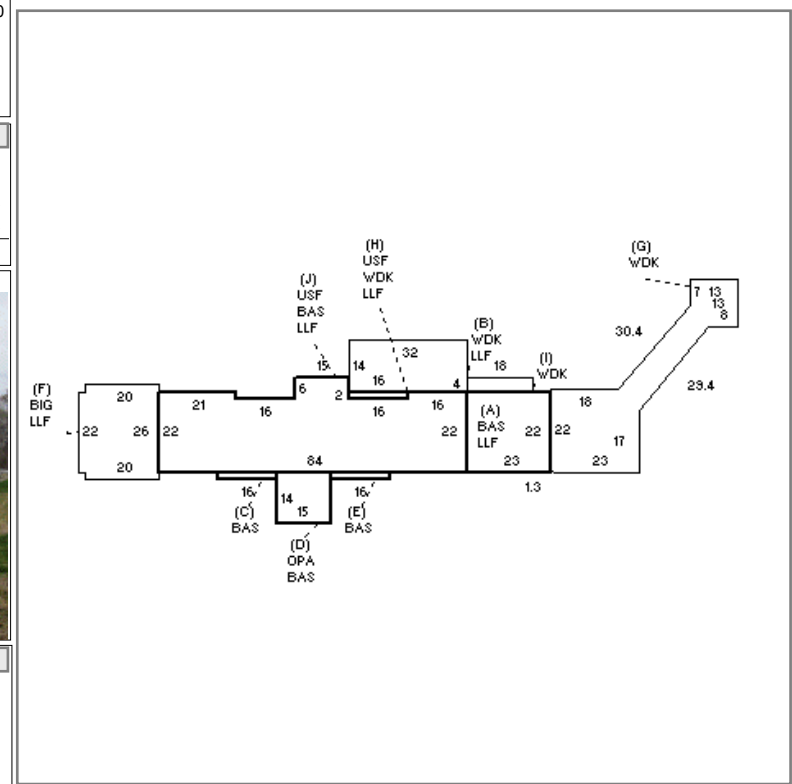 0
(G)
WDK
7 13
13
8
30.4
29.4
(H)
USF
WDK
LLF
(J)
USF
BAS
LLF
(B)
WDK
LLF
18
(I)
WDK
32
15
14
16
4
6
2
16
16
(F)
BIG
LLF
20
22
26
20
21
22
16
84
22
(A)
BAS
LLF
22
23
18
22
17
23
1.3
16
(C)
BAS
14
15
16
(E)
BAS
(D)
OPA
BAS